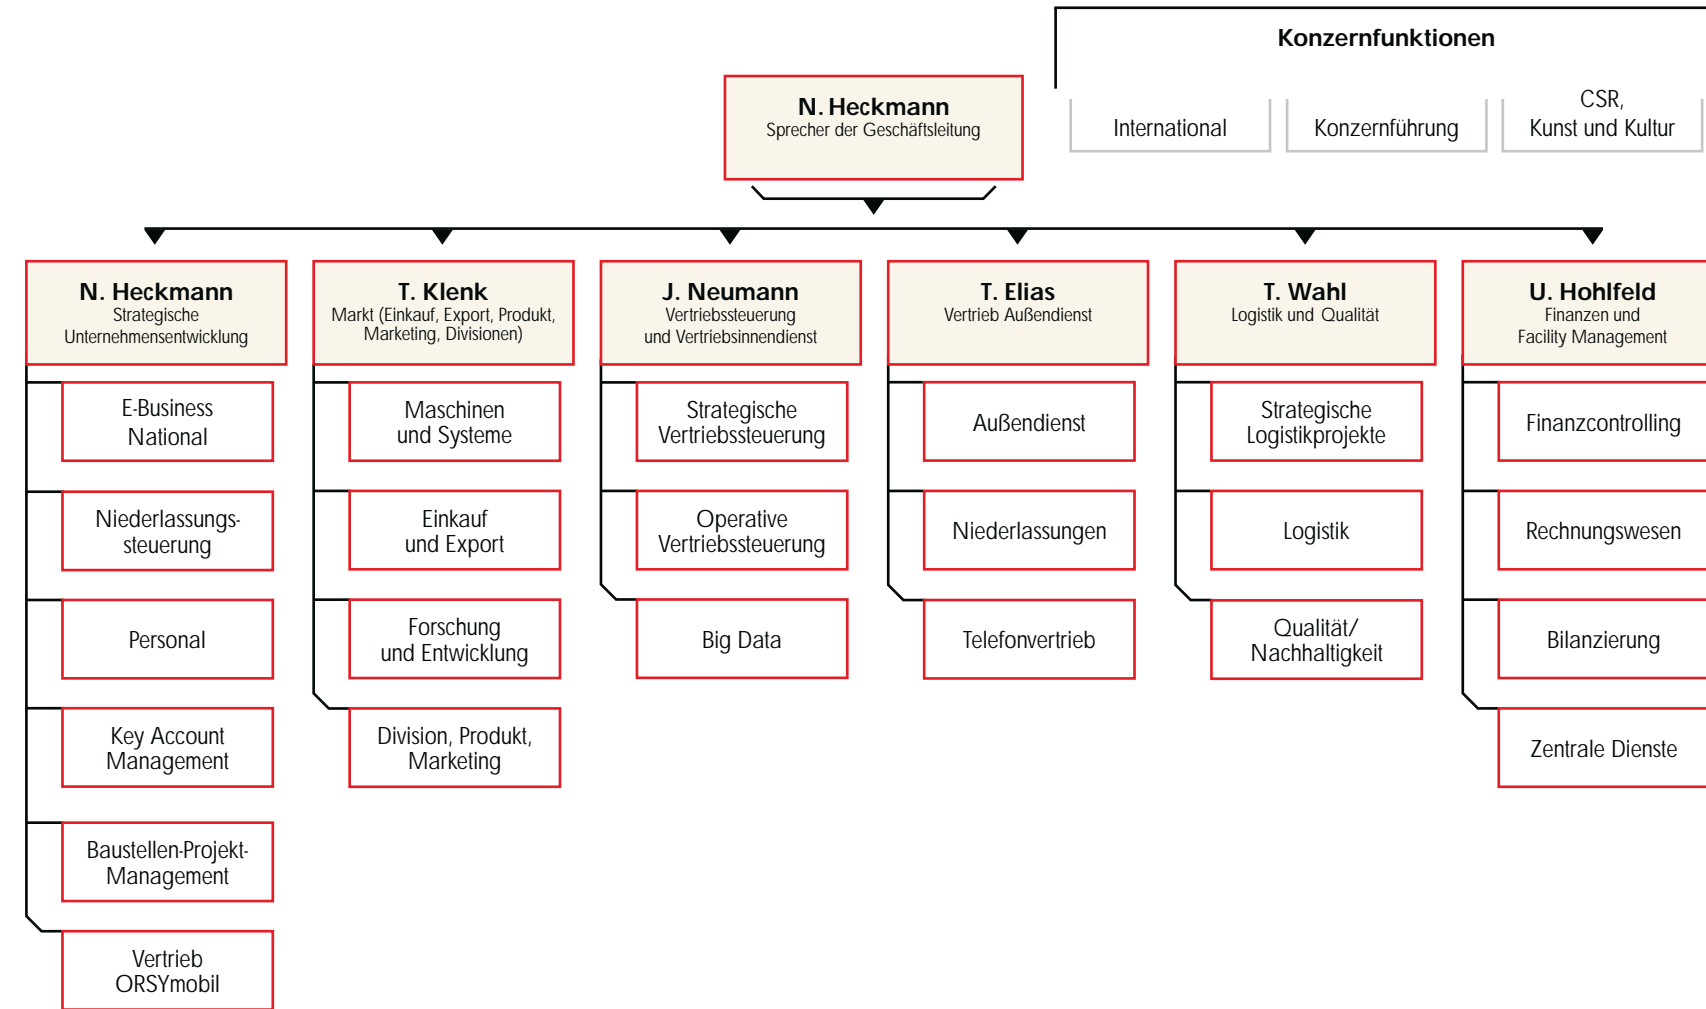 Konzernfunktionen
N. Heckmann
Sprecher der Geschäftsleitung
International
Konzernführung
CSR,
Kunst und Kultur
N. Heckmann
Strategische
Unternehmensentwicklung
T. Klenk
Markt (Einkauf, Export, Produkt,
Marketing, Divisionen)
J. Neumann
Vertriebssteuerung
und Vertriebsinnendienst
T. Elias
Vertrieb Außendienst
T. Wahl
Logistik und Qualität
U. Hohlfeld
Finanzen und
Facility Management
E-Business
National
Niederlassungs-
steuerung
Personal
Key Account
Management
Baustellen-Projekt-
Management
Vertrieb
ORSYmobil
Maschinen
und Systeme
Einkauf
und Export
Forschung
und Entwicklung
Division, Produkt,
Marketing
Strategische
Vertriebssteuerung
Operative
Vertriebssteuerung
Big Data
Außendienst
Niederlassungen
Telefonvertrieb
Strategische
Logistikprojekte
Logistik
Qualität/
Nachhaltigkeit
Finanzcontrolling
Rechnungswesen
Bilanzierung
Zentrale Dienste